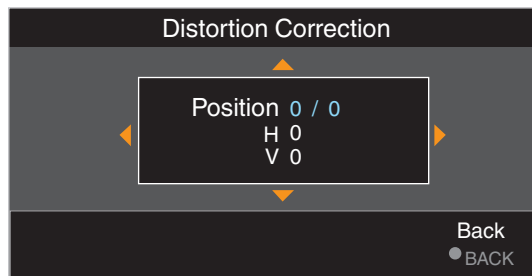 Distortion Correction
Position 0 / 0
H 0
V 0
Back
BACK